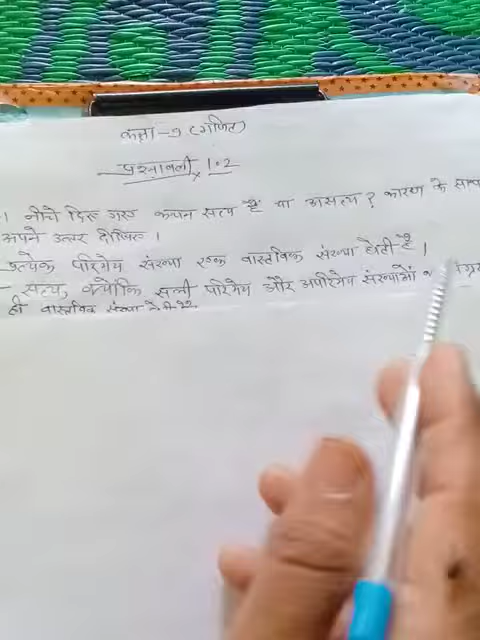 कक्षा-9 (गणित)
प्रश्नावली 1.2
1 नीचे दिए गए कथन सत्य हैं या असत्य? कारण के साथ
अपने उत्तर दीजिए।
प्रत्येक परिमेय संख्या एक वास्तविक संख्या होती है।
- सत्य, क्योंकि सभी परिमेय और अपरिमेय संख्याओं
ही वास्तविक संख्या